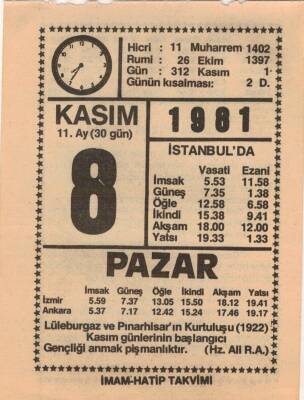 Hicri : 11 Muharrem 1402
Rumi : 26 Ekim 1397
Gün : 312 Kasım 1
Günün kısalması: 2 D.
KASIM
11. Ay (30 gün)
8
1981
İSTANBUL'DA
Vasati Ezani
İmsak 5.53 11.58
Güneş 7.35 1.38
Öğle 12.58 6.58
İkindi 15.38 9.41
Akşam 18.00 12.00
Yatsı 19.33 1.33
PAZAR
İmsak Güneş Öğle İkindi Akşam Yatsı
İzmir 5.59 7.37 13.05 15.50 18.12 19.41
Ankara 5.37 7.17 12.42 15.24 17.46 19.17
Lüleburgaz ve Pınarhisar'ın Kurtuluşu (1922)
Kasım günlerinin başlangıcı
Gençliği anmak pişmanlıktır. (Hz. Ali R.A.)
İMAM-HATİP TAKVİMİ